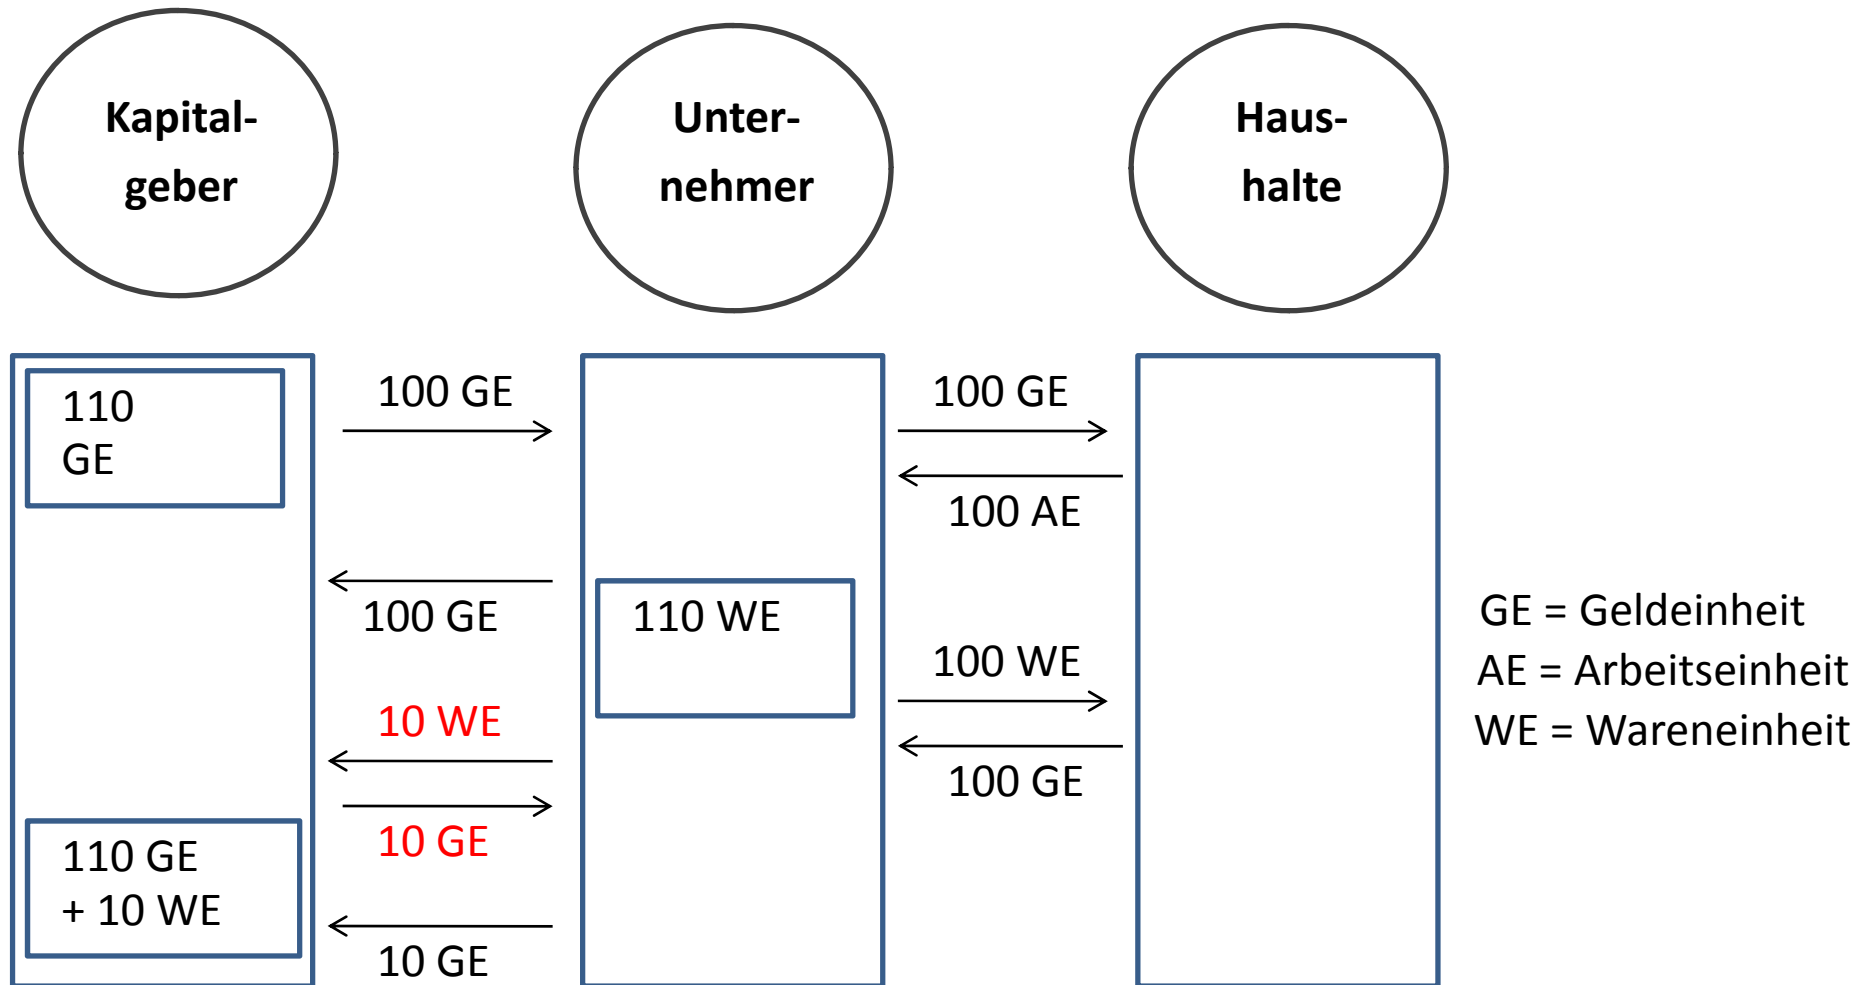 Kapital-
geber
Unter-
nehmer
Haus-
halte
110
GE
100 GE
100 GE
100 AE
100 GE
110 WE
100 WE
10 WE
100 GE
10 GE
110 GE
+ 10 WE
10 GE
GE = Geldeinheit
AE = Arbeitseinheit
WE = Wareneinheit